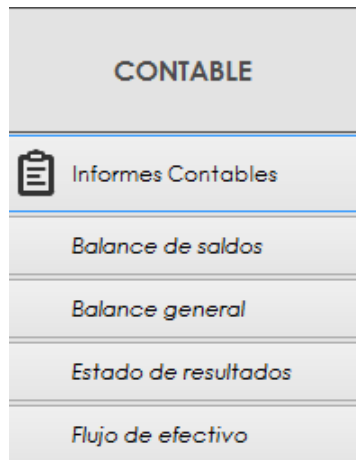 CONTABLE
Informes Contables
Balance de saldos
Balance general
Estado de resultados
Flujo de efectivo